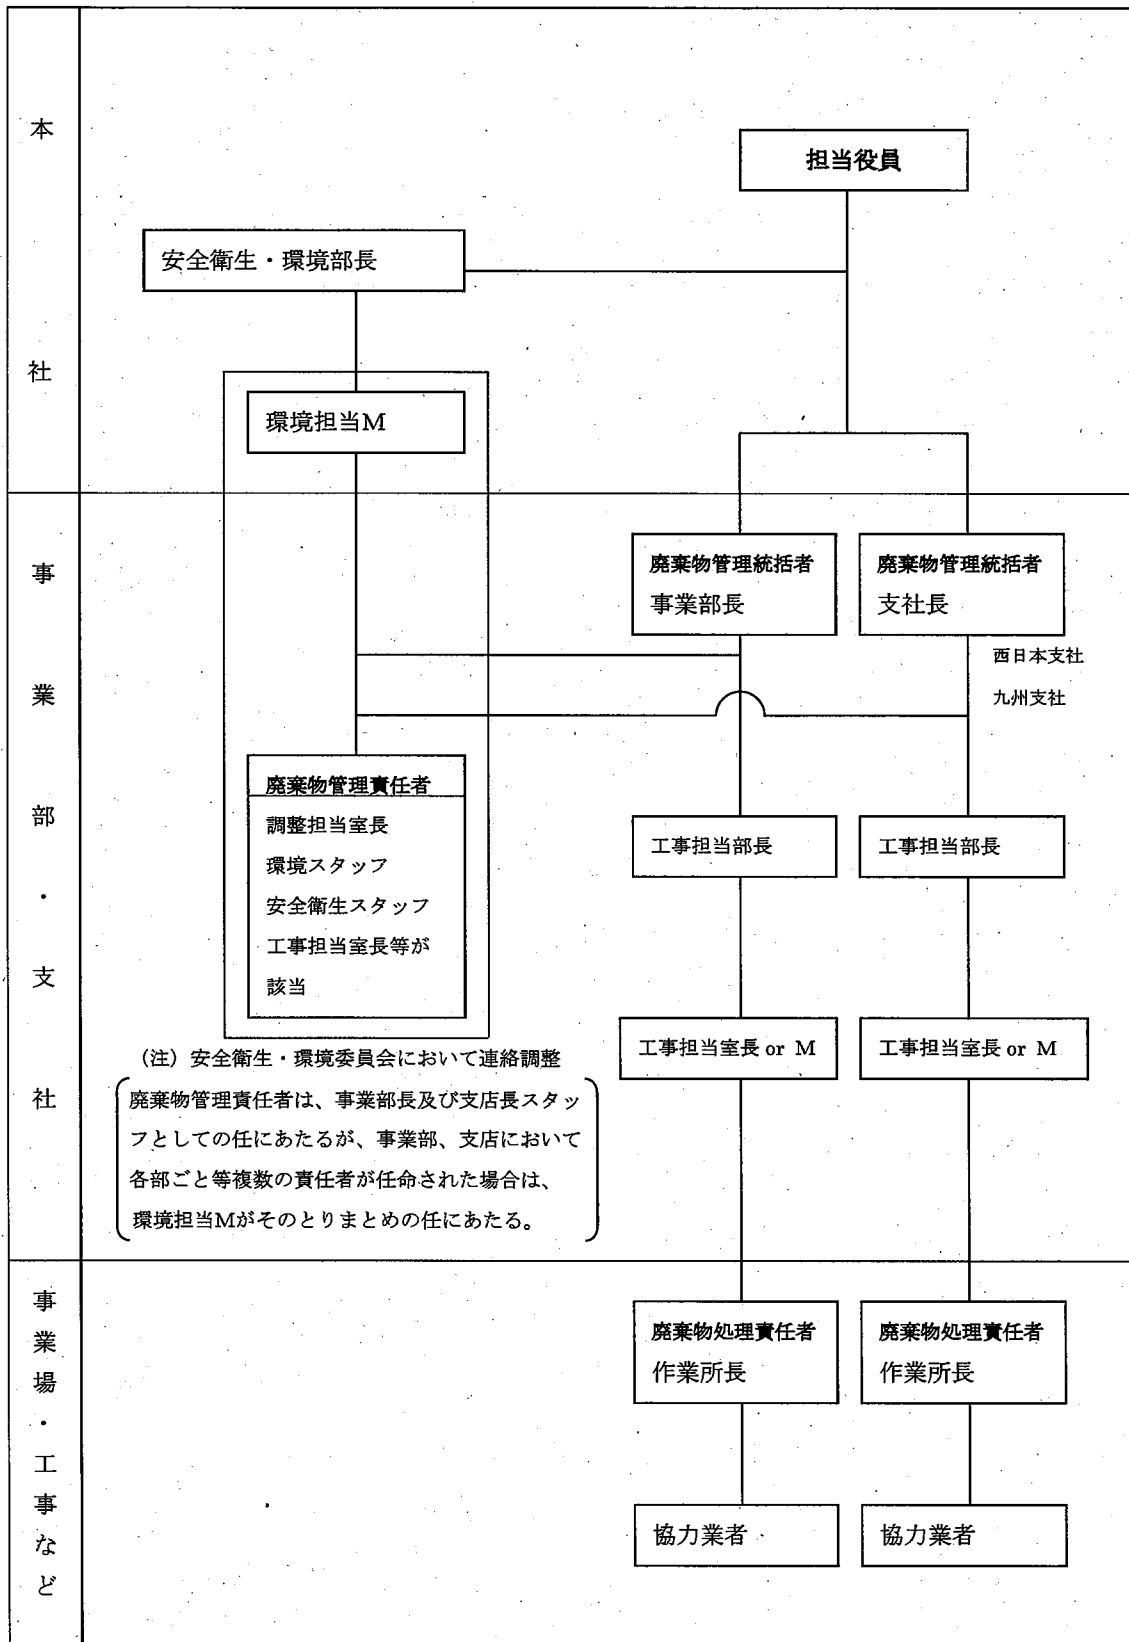 本
社
担当役員
安全衛生・環境部長
環境担当M
事
業
部
・
支
社
廃棄物管理統括者
事業部長
廃棄物管理統括者
支社長
西日本支社
九州支社
廃棄物管理責任者
調整担当室長
環境スタッフ
安全衛生スタッフ
工事担当室長等が
該当
工事担当部長
工事担当部長
工事担当室長 or M
工事担当室長 or M
(注) 安全衛生・環境委員会において連絡調整
廃棄物管理責任者は、事業部長及び支店長スタッ
フとしての任にあたるが、事業部、支店において
各部ごと等複数の責任者が任命された場合は、
環境担当Mがそのとりまとめの任にあたる。
事
業
場
・
工
事
な
ど
廃棄物処理責任者
作業所長
廃棄物処理責任者
作業所長
協力業者
協力業者